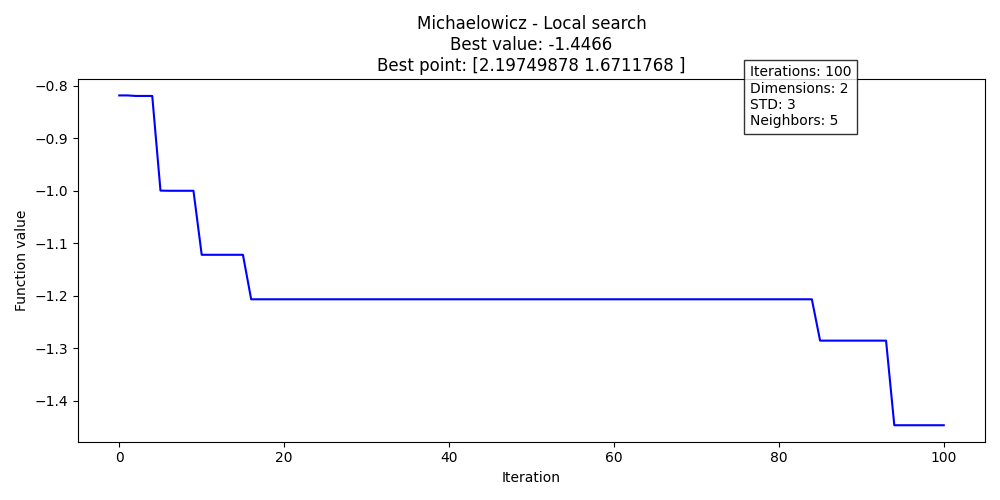 Michaelowicz - Local search
Best value: -1.4466
Best point: [2.19749878 1.6711768 ]
Iterations: 100
Dimensions: 2
STD: 3
Neighbors: 5
−0.8
−0.9
−1.0
−1.1
−1.2
−1.3
−1.4
Function value
0 20 40 60 80 100
Iteration